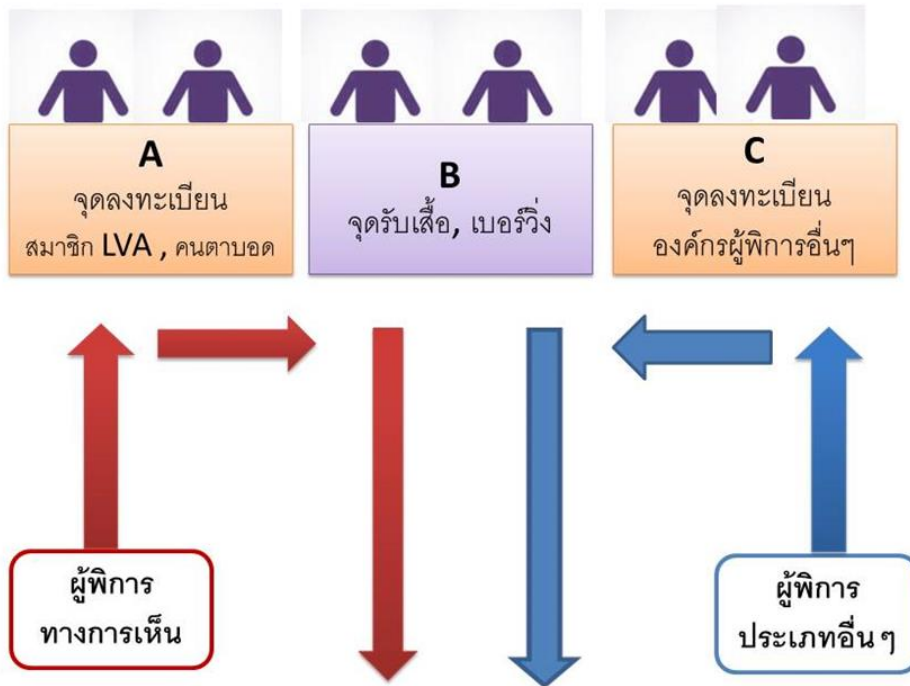 A
จุดลงทะเบียน
สมาชิก LVA , คนตาบอด
B
จุดรับเสื้อ, เบอร์วิ่ง
C
จุดลงทะเบียน
องค์กรผู้พิการอื่นๆ
ผู้พิการ
ทางการเห็น
ผู้พิการ
ประเภทอื่นๆ